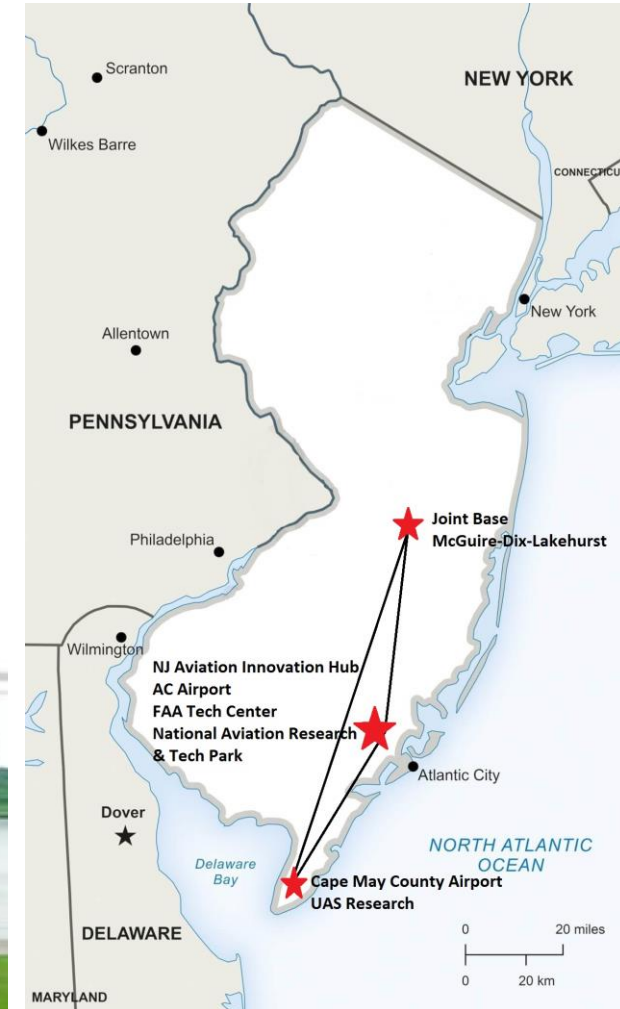 Scranton
NEW YORK
Wilkes Barre
CONNECTICU
New York
Allentown
PENNSYLVANIA
Joint Base
McGuire-Dix-Lakehurst
Philadelphia
Wilmington
NJ Aviation Innovation Hub
AC Airport
FAA Tech Center
National Aviation Research
& Tech Park
Atlantic City
Dover
NORTH ATLANTIC
OCEAN
Delaware
Bay
Cape May County Airport
UAS Research
DELAWARE
0 20 miles
0 20 km
MARYLAND